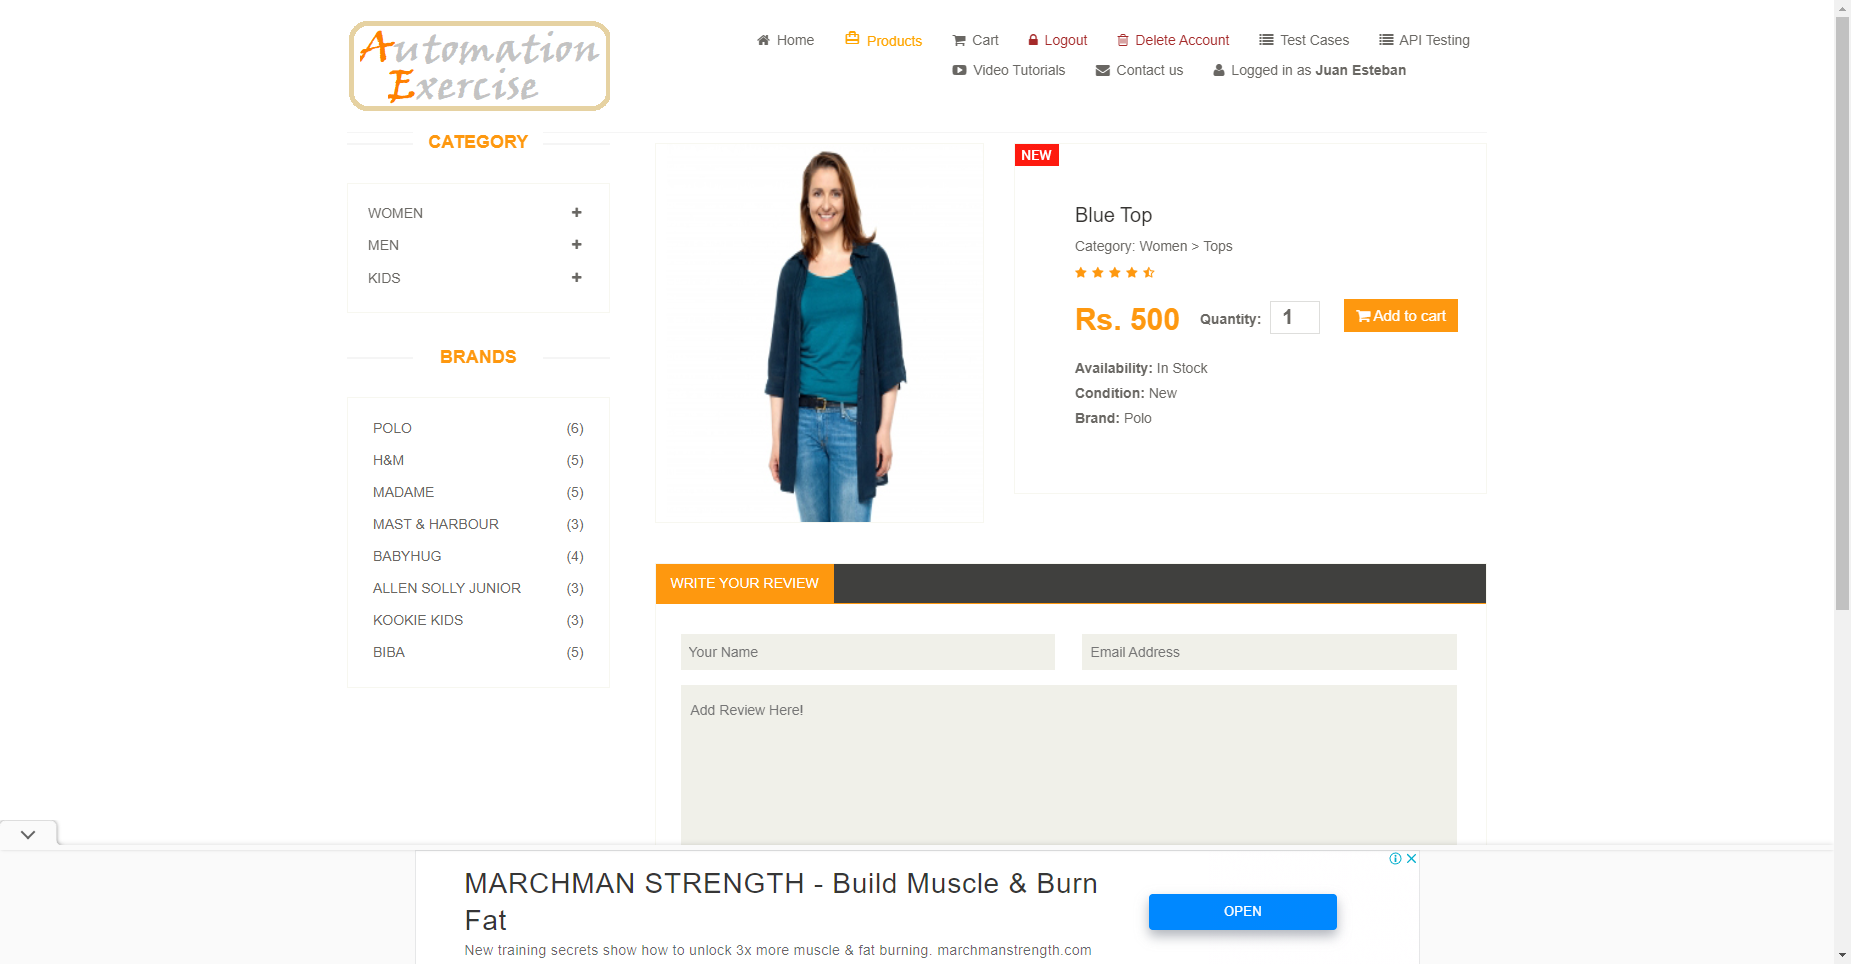 Automation
Exercise
Home
Products
Cart
Logout
Delete Account
Test Cases
API Testing
Video Tutorials
Contact us
Logged in as Juan Esteban
CATEGORY
WOMEN
MEN
KIDS
BRANDS
POLO (6)
H&M (5)
MADAME (5)
MAST & HARBOUR (3)
BABYHUG (4)
ALLEN SOLLY JUNIOR (3)
KOOKIE KIDS (3)
BIBA (5)
NEW
Blue Top
Category: Women > Tops
Rs. 500
Quantity: 1
Add to cart
Availability: In Stock
Condition: New
Brand: Polo
WRITE YOUR REVIEW
Your Name
Email Address
Add Review Here!
MARCHMAN STRENGTH - Build Muscle & Burn
Fat
New training secrets show how to unlock 3x more muscle & fat burning. marchmanstrength.com
OPEN